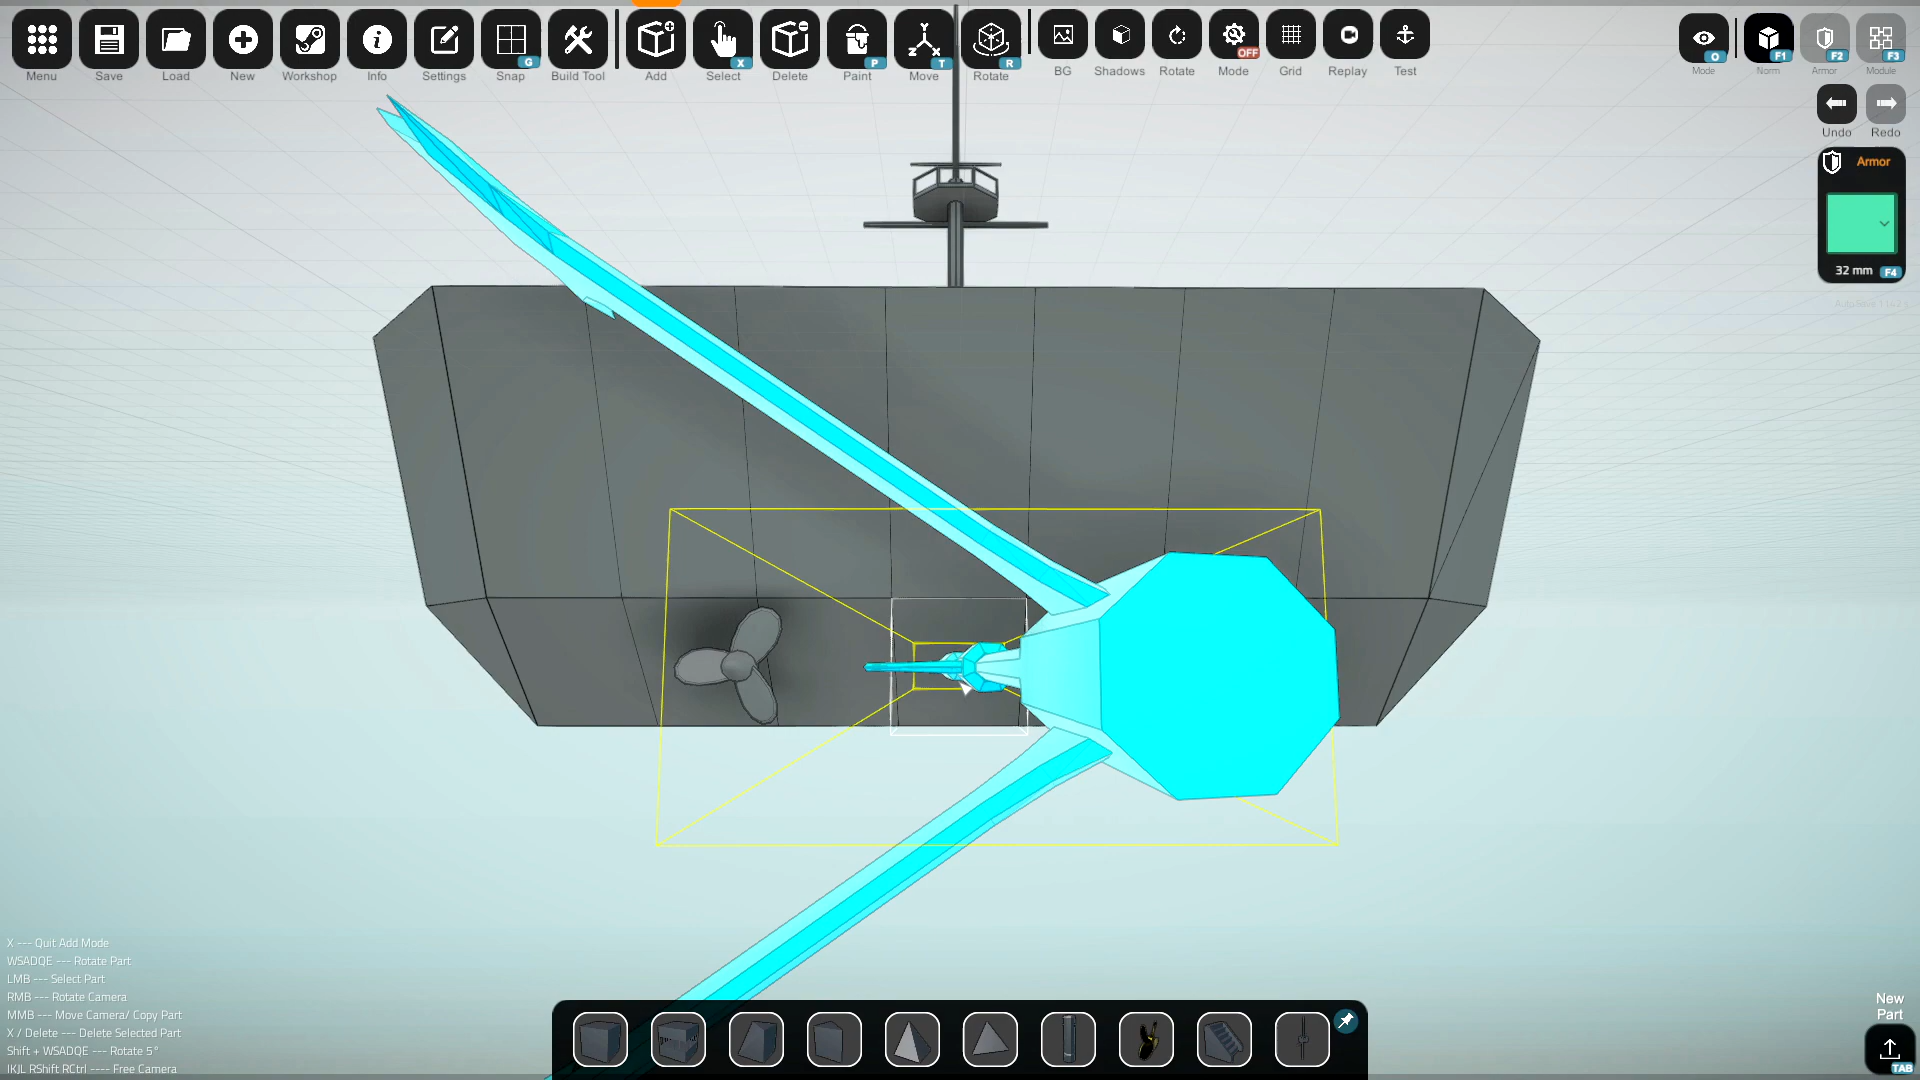 Menu
Save
Load
New
Workshop
Info
Settings
G
Snap
Build Tool
Add
X
Select
Delete
P
Paint
T
Move
R
Rotate
BG
Shadows
Rotate
OFF
Mode
Grid
Replay
Test
O
Mode
F1
Norm
F2
Armor
F3
Module
Undo
Redo
Armor
32 mm F4
X --- Quit Add Mode
WSADQE --- Rotate Part
LMB --- Select Part
RMB --- Rotate Camera
MMB --- Move Camera/ Copy Part
X / Delete --- Delete Selected Part
Shift + WSADQE --- Rotate 5°
IKJL RShift RCtrl ---- Free Camera
New
Part
TAB